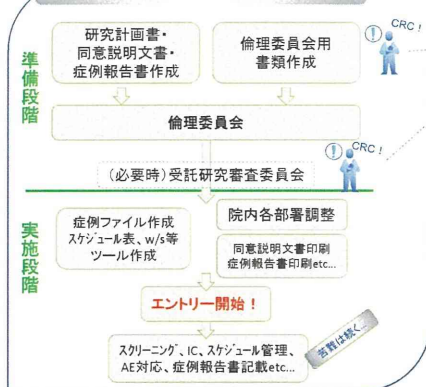 準備段階
研究計画書・
同意説明文書・
症例報告書作成
倫理委員会用
書類作成
! CRC!
倫理委員会
! CRC!
(必要時)受託研究審査委員会
実施段階
症例ファイル作成
スケジュール表、w/s等
ツール作成
院内各部署調整
同意説明文書印刷
症例報告書印刷etc...
エントリー開始!
スクリーニング、IC、スケジュール管理、
AE対応、症例報告書記載etc...
苦難は続く...